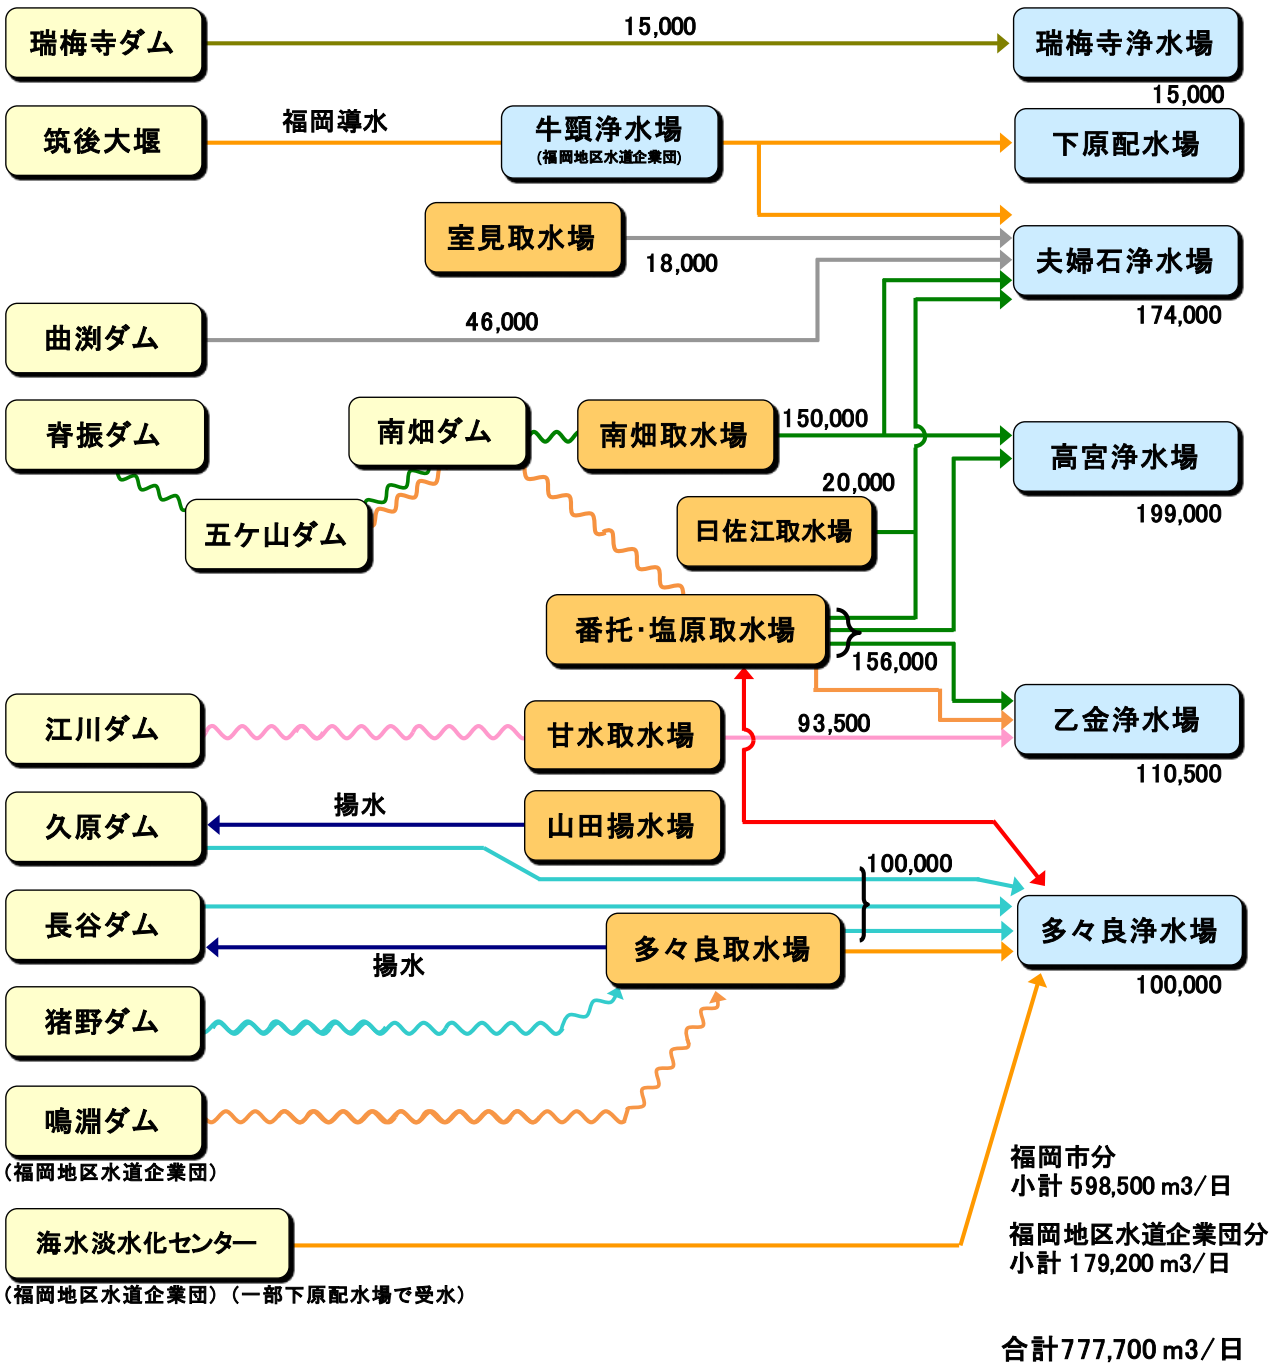 瑞梅寺ダム
15,000
瑞梅寺浄水場
15,000
筑後大堰
福岡導水
牛頸浄水場
(福岡地区水道企業団)
下原配水場
室見取水場
18,000
夫婦石浄水場
174,000
曲渕ダム
46,000
脊振ダム
南畑ダム
南畑取水場
150,000
高宮浄水場
199,000
五ケ山ダム
20,000
日佐江取水場
番托・塩原取水場
156,000
江川ダム
甘水取水場
93,500
乙金浄水場
110,500
久原ダム
揚水
山田揚水場
100,000
長谷ダム
揚水
多々良取水場
多々良浄水場
100,000
猪野ダム
鳴淵ダム
(福岡地区水道企業団)
海水淡水化センター
(福岡地区水道企業団)(一部下原配水場で受水)
福岡市分
小計 598,500 m3/日
福岡地区水道企業団分
小計 179,200 m3/日
合計777,700 m3/日